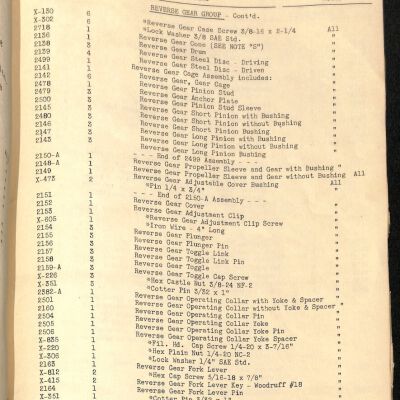 REVERSE GEAR GROUP - Cont'd.
X-130 6 *Reverse Gear Case Screw 3/8-16 x 2-1/4 All
X-302 6 *Lock Washer 3/8 SAE Std. "
2718 1 Reverse Gear Cone (SEE NOTE "S") "
2136 1 Reverse Gear Drum "
2138 3 Reverse Gear Steel Disc - Driving "
2139 4 Reverse Gear Steel Disc - Driven "
2499 1 Reverse Gear Cage Assembly includes: "
2141 1 Reverse Gear, Gear Cage "
2142 6 Reverse Gear Pinion Stud "
2478 1 Reverse Gear Anchor Plate "
2479 3 Reverse Gear Pinion Stud Sleeve "
2500 3 Reverse Gear Short Pinion with Bushing "
3 Reverse Gear Short Pinion without Bushing "
2480 3 Reverse Gear Short Pinion Bushing "
2146 3 Reverse Gear Long Pinion with Bushing "
2147 3 Reverse Gear Long Pinion without Bushing "
2143 3 Reverse Gear Long Pinion Bushing "
- - - End of 2499 Assembly - - -
2150-A 1 Reverse Gear Propeller Sleeve and Gear with Bushing "
2148-A 1 Reverse Gear Propeller Sleeve and Gear without Bushing "
2149 1 Reverse Gear Adjustable Cover Bushing All
X-473 2 *Pin 1/4 x 3/4" "
- - - End of 2150-A Assembly - - -
2151 1 Reverse Gear Cover "
2152 1 Reverse Gear Adjustment Clip "
2153 1 *Reverse Gear Adjustment Clip Screw "
X-605 1 *Iron Wire - 4" Long "
2154 3 Reverse Gear Plunger "
2155 3 Reverse Gear Plunger Pin "
2156 3 Reverse Gear Toggle Link "
2157 3 Reverse Gear Toggle Link Pin "
2158 3 Reverse Gear Toggle "
2159-A 3 Reverse Gear Toggle Cap Screw "
X-226 3 *Hex Castle Nut 3/8-24 NF-2 "
X-351 3 *Cotter Pin 3/32 x 1" "
2582-A 1 Reverse Gear Operating Collar with Yoke & Spacer "
2501 1 Reverse Gear Operating Collar without Yoke & Spacer "
2160 1 Reverse Gear Operating Collar Pin "
2504 1 Reverse Gear Operating Collar Yoke "
2505 1 Reverse Gear Operating Collar Yoke Pin "
2506 1 Reverse Gear Operating Collar Spacer "
X-835 1 *Fil. Hd. Cap Screw 1/4-20 x 3-7/16" "
X-220 1 *Hex Plain Nut 1/4-20 NC-2 "
X-306 1 *Lock Washer 1/4" SAE Std. "
2163 1 Reverse Gear Fork Lever "
X-812 2 *Hex Cap Screw 5/16-18 x 7/8" "
X-415 2 Reverse Gear Fork Lever Key - Woodruff #18 "
2164 1 Reverse Gear Fork Lever Pin "
X-351 1 *Cotter Pin 3/32 x 1" "